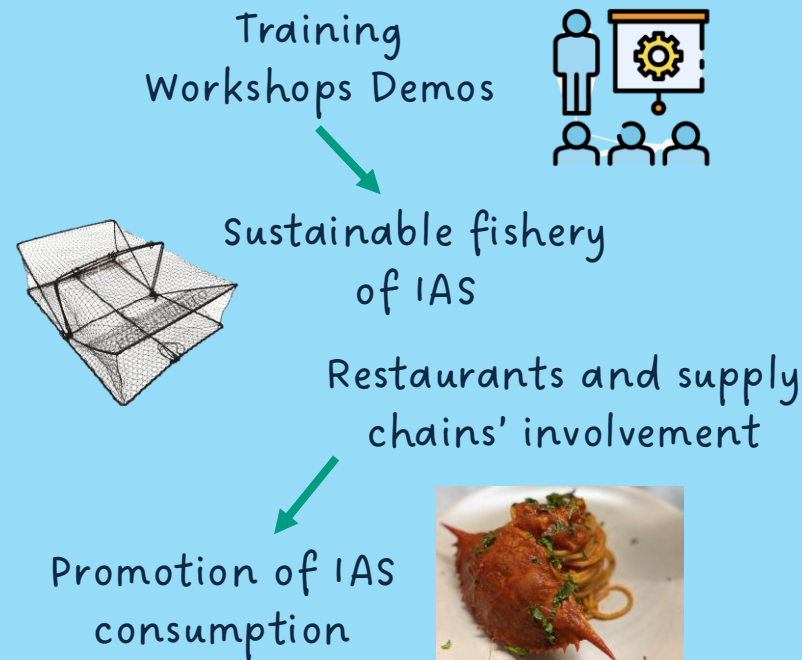 Training
Workshops Demos
Sustainable fishery
of IAS
Restaurants and supply
chains' involvement
Promotion of IAS
consumption